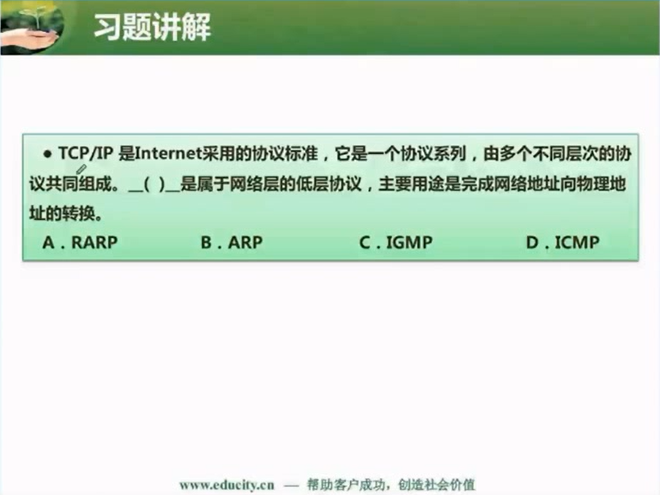 习题讲解
● TCP/IP 是Internet采用的协议标准，它是一个协议系列，由多个不同层次的协
议共同组成。__( )__是属于网络层的低层协议，主要用途是完成网络地址向物理地
址的转换。
A．RARP B．ARP C．IGMP D．ICMP
www.educity.cn — 帮助客户成功，创造社会价值